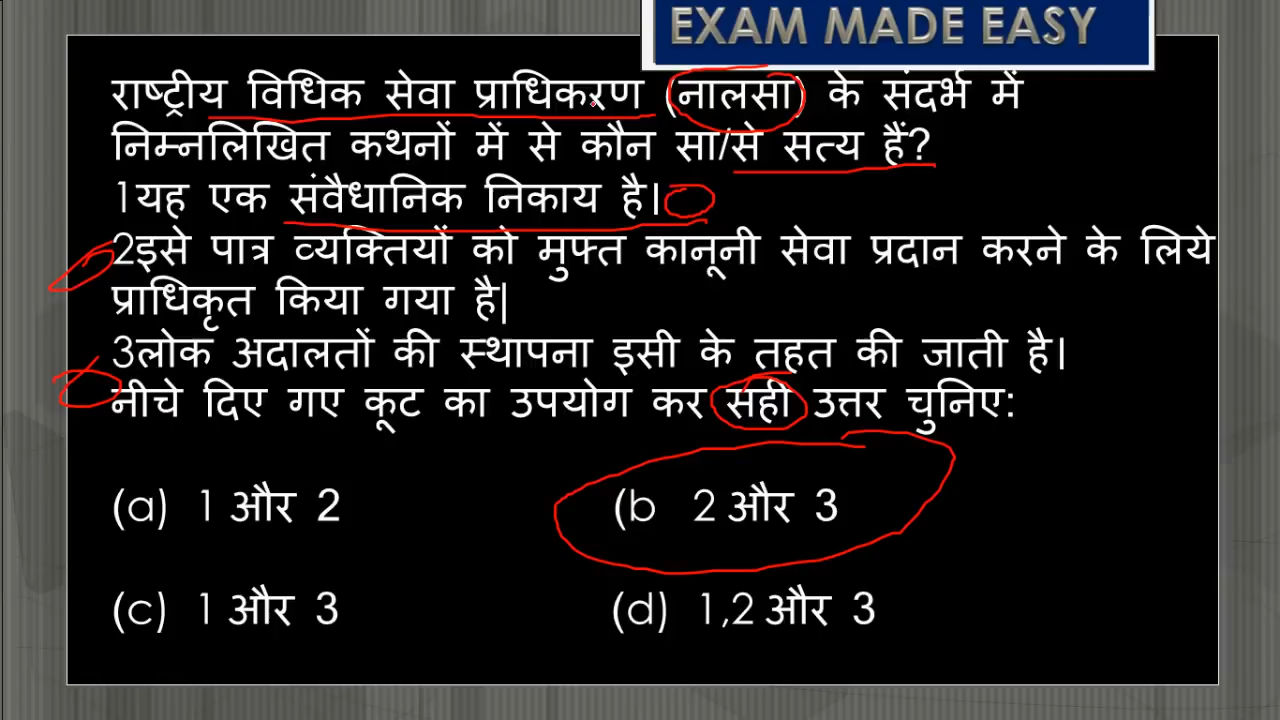 EXAM MADE EASY
राष्ट्रीय विधिक सेवा प्राधिकरण (नालसा) के संदर्भ में
निम्नलिखित कथनों में से कौन सा/से सत्य हैं?
1यह एक संवैधानिक निकाय है।
2इसे पात्र व्यक्तियों को मुफ्त कानूनी सेवा प्रदान करने के लिये
प्राधिकृत किया गया है|
3लोक अदालतों की स्थापना इसी के तहत की जाती है।
नीचे दिए गए कूट का उपयोग कर सही उत्तर चुनिए:
(a) 1 और 2
(b 2 और 3
(c) 1 और 3
(d) 1,2 और 3